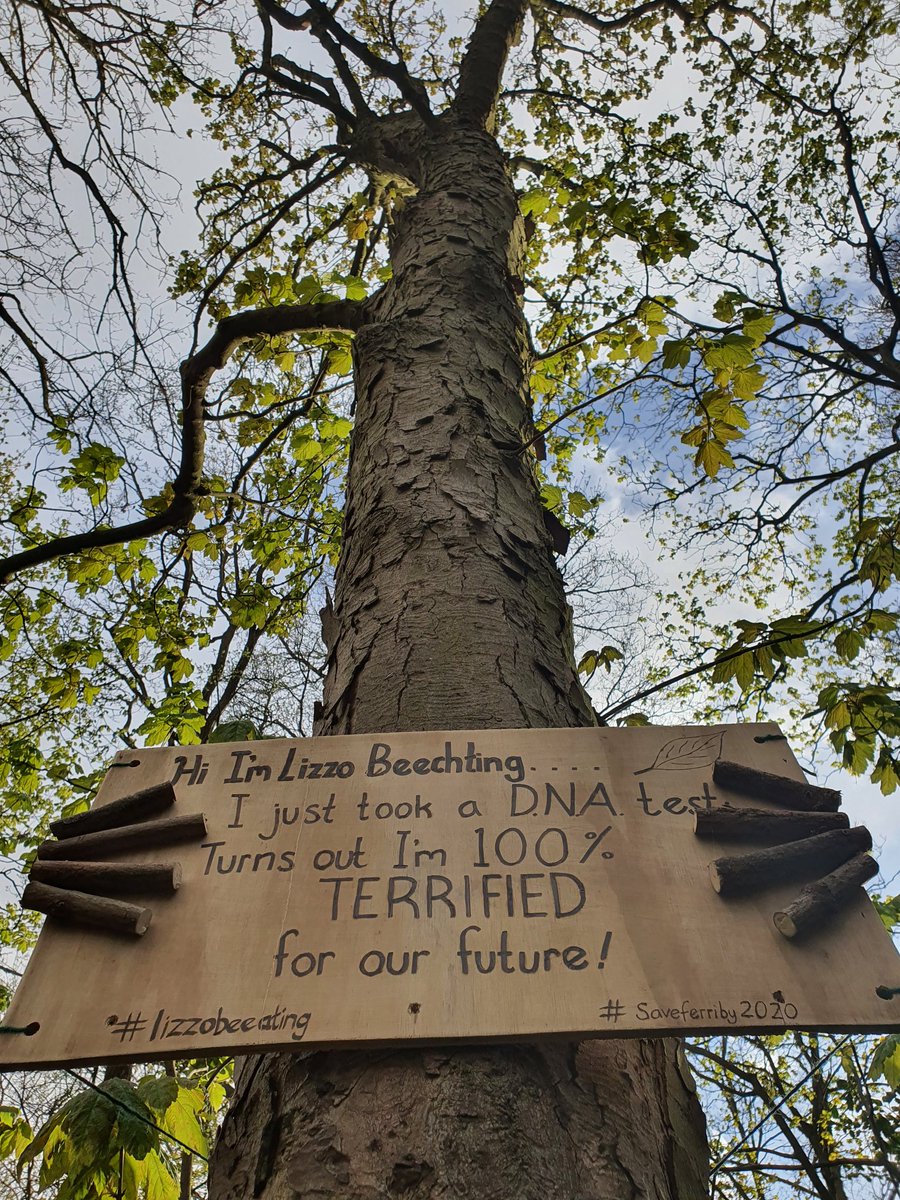 Hi I'm Lizzo Beechting....
I just took a D.N.A. test.
Turns out I'm 100%
TERRIFIED
for our future!
#lizzobeeating
# Saveferriby2020